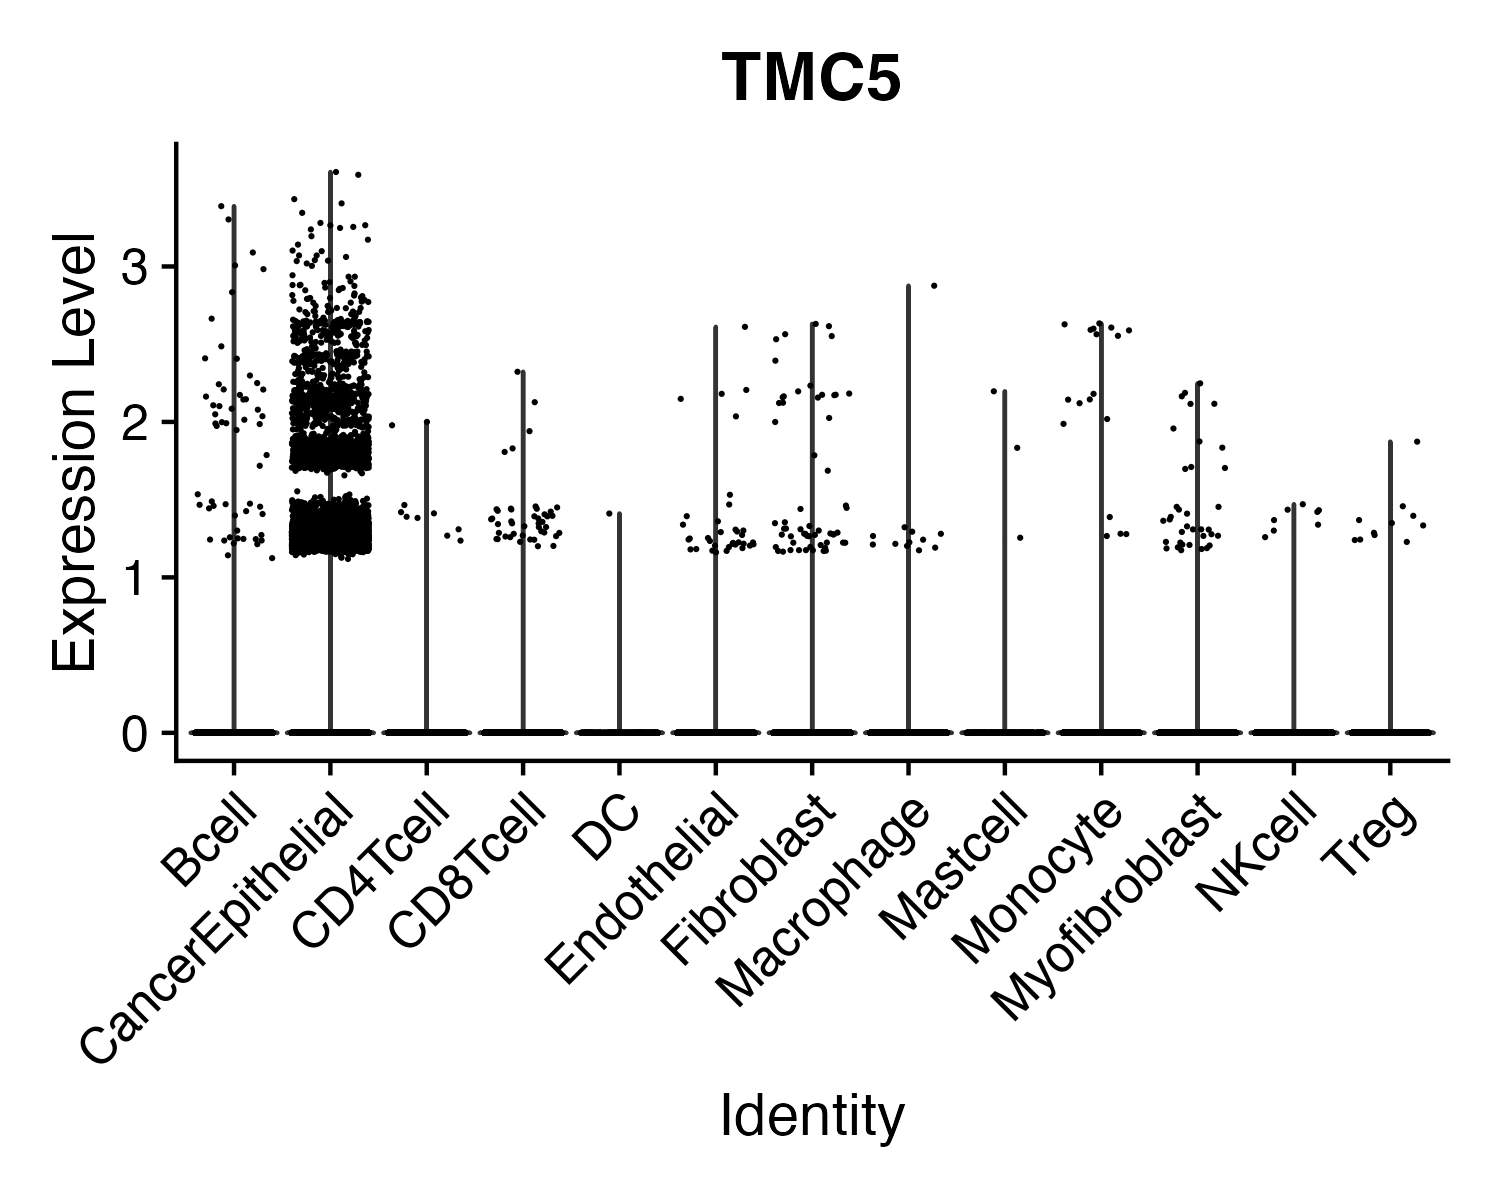 TMC5
Expression Level
3
2
1
0
Bcell
CancerEpithelial
CD4Tcell
CD8Tcell
DC
Endothelial
Fibroblast
Macrophage
Mastcell
Monocyte
Myofibroblast
NKcell
Treg
Identity